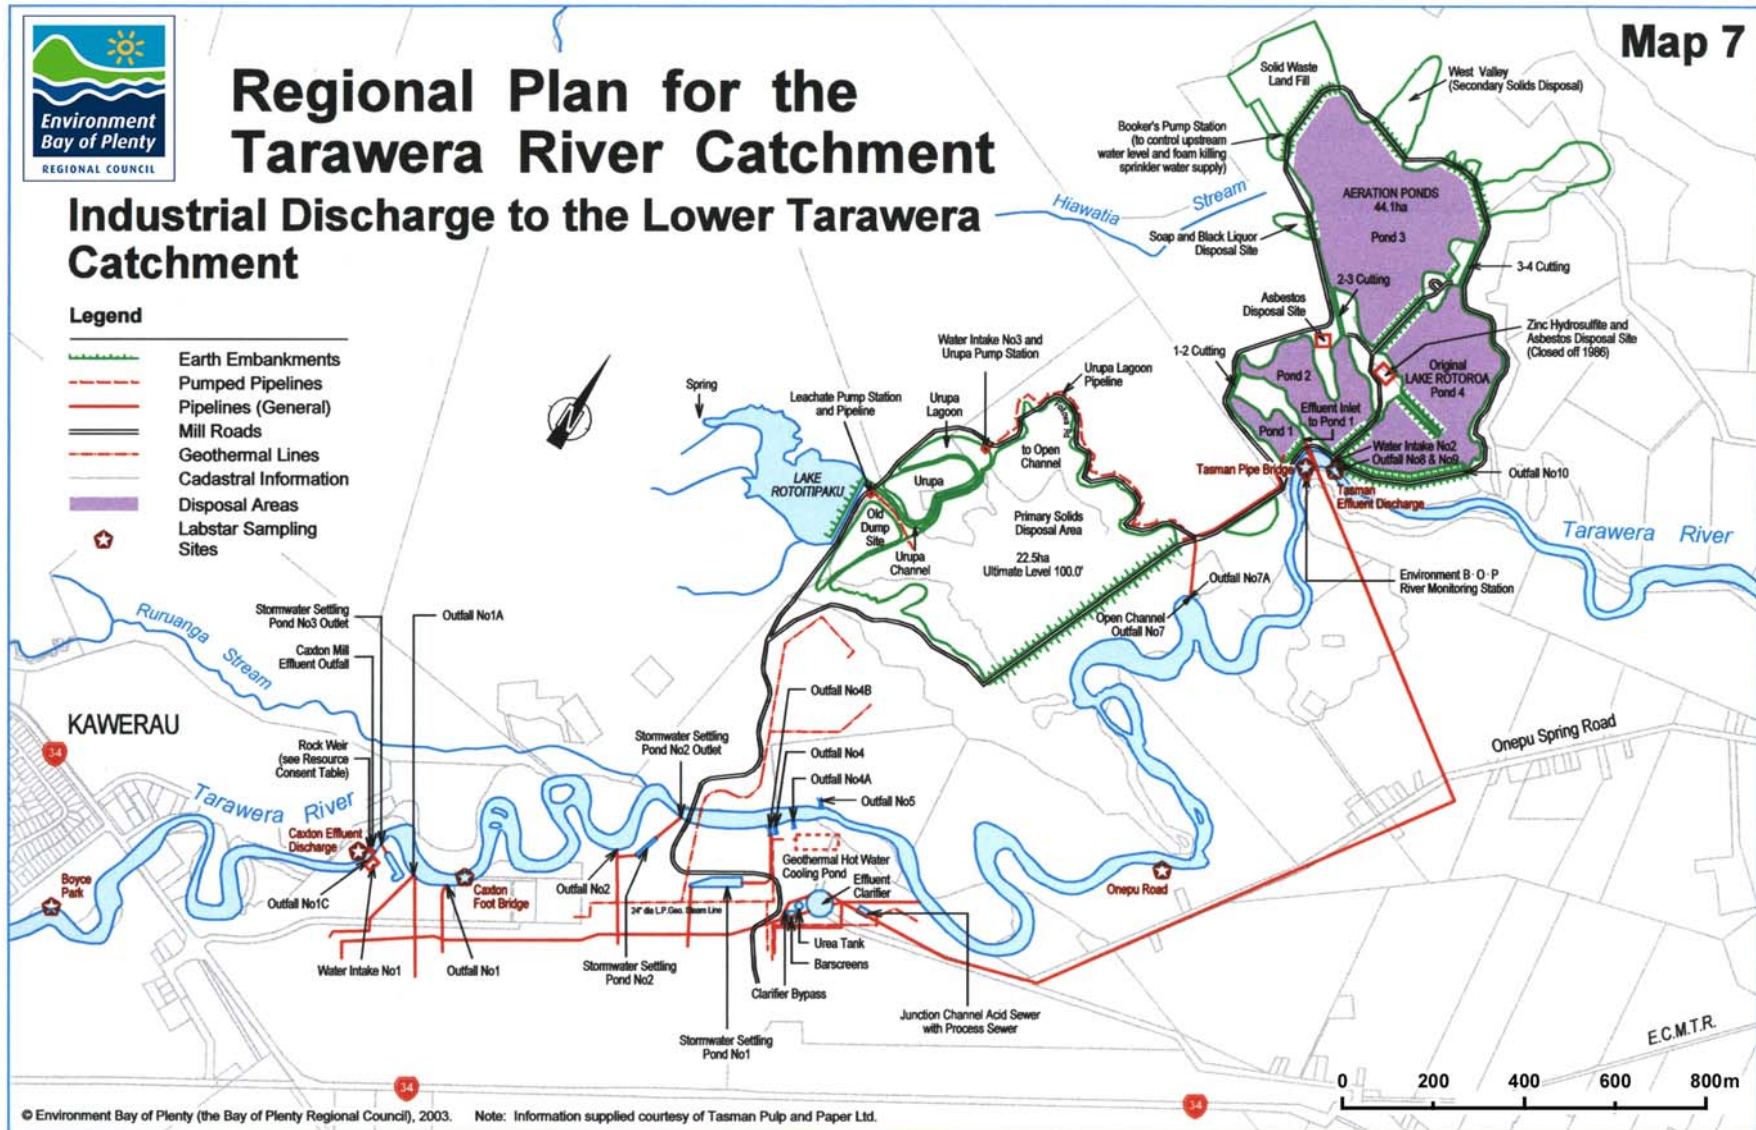 Map 7
Environment
Bay of Plenty
REGIONAL COUNCIL
Regional Plan for the
Tarawera River Catchment
Industrial Discharge to the Lower Tarawera
Catchment
Legend
Earth Embankments
Pumped Pipelines
Pipelines (General)
Mill Roads
Geothermal Lines
Cadastral Information
Disposal Areas
Labstar Sampling
Sites
Solid Waste
Land Fill
West Valley
(Secondary Solids Disposal)
Booker's Pump Station
(to control upstream
water level and foam killing
sprinkler water supply)
AERATION PONDS
44.1ha
Pond 3
Hiawatia Stream
Soap and Black Liquor
Disposal Site
2-3 Cutting
3-4 Cutting
Asbestos
Disposal Site
Zinc Hydrosulfite and
Asbestos Disposal Site
(Closed off 1986)
1-2 Cutting
Pond 2
Original
LAKE ROTOROA
Pond 4
Effluent Inlet
to Pond 1
Pond 1
Water Intake No2
Outfall No8 & No9
Outfall No10
Tasman Pipe Bridge
Tasman
Effluent Discharge
Tarawera River
Environment B·O·P
River Monitoring Station
Water Intake No3 and
Urupa Pump Station
Urupa Lagoon
Pipeline
Spring
Leachate Pump Station
and Pipeline
Urupa
Lagoon
to Open
Channel
LAKE
ROTOITIPAKU
Urupa
Old
Dump
Site
Primary Solids
Disposal Area
22.5ha
Ultimate Level 100.0'
Urupa
Channel
Outfall No7A
Open Channel
Outfall No7
Ruruanga Stream
Stormwater Settling
Pond No3 Outlet
Outfall No1A
Caxton Mill
Effluent Outfall
KAWERAU
34
Rock Weir
(see Resource
Consent Table)
Stormwater Settling
Pond No2 Outlet
Outfall No4B
Outfall No4
Outfall No4A
Outfall No5
Onepu Spring Road
Tarawera River
Caxton Effluent
Discharge
Boyce
Park
Outfall No1C
Caxton
Foot Bridge
Outfall No2
Geothermal Hot Water
Cooling Pond
Effluent
Clarifier
Onepu Road
24" dia L.P.Geo. Steam Line
Urea Tank
Barscreens
Water Intake No1
Outfall No1
Stormwater Settling
Pond No2
Clarifier Bypass
Junction Channel Acid Sewer
with Process Sewer
Stormwater Settling
Pond No1
E.C.M.T.R.
34
34
0 200 400 600 800m
© Environment Bay of Plenty (the Bay of Plenty Regional Council), 2003. Note: Information supplied courtesy of Tasman Pulp and Paper Ltd.